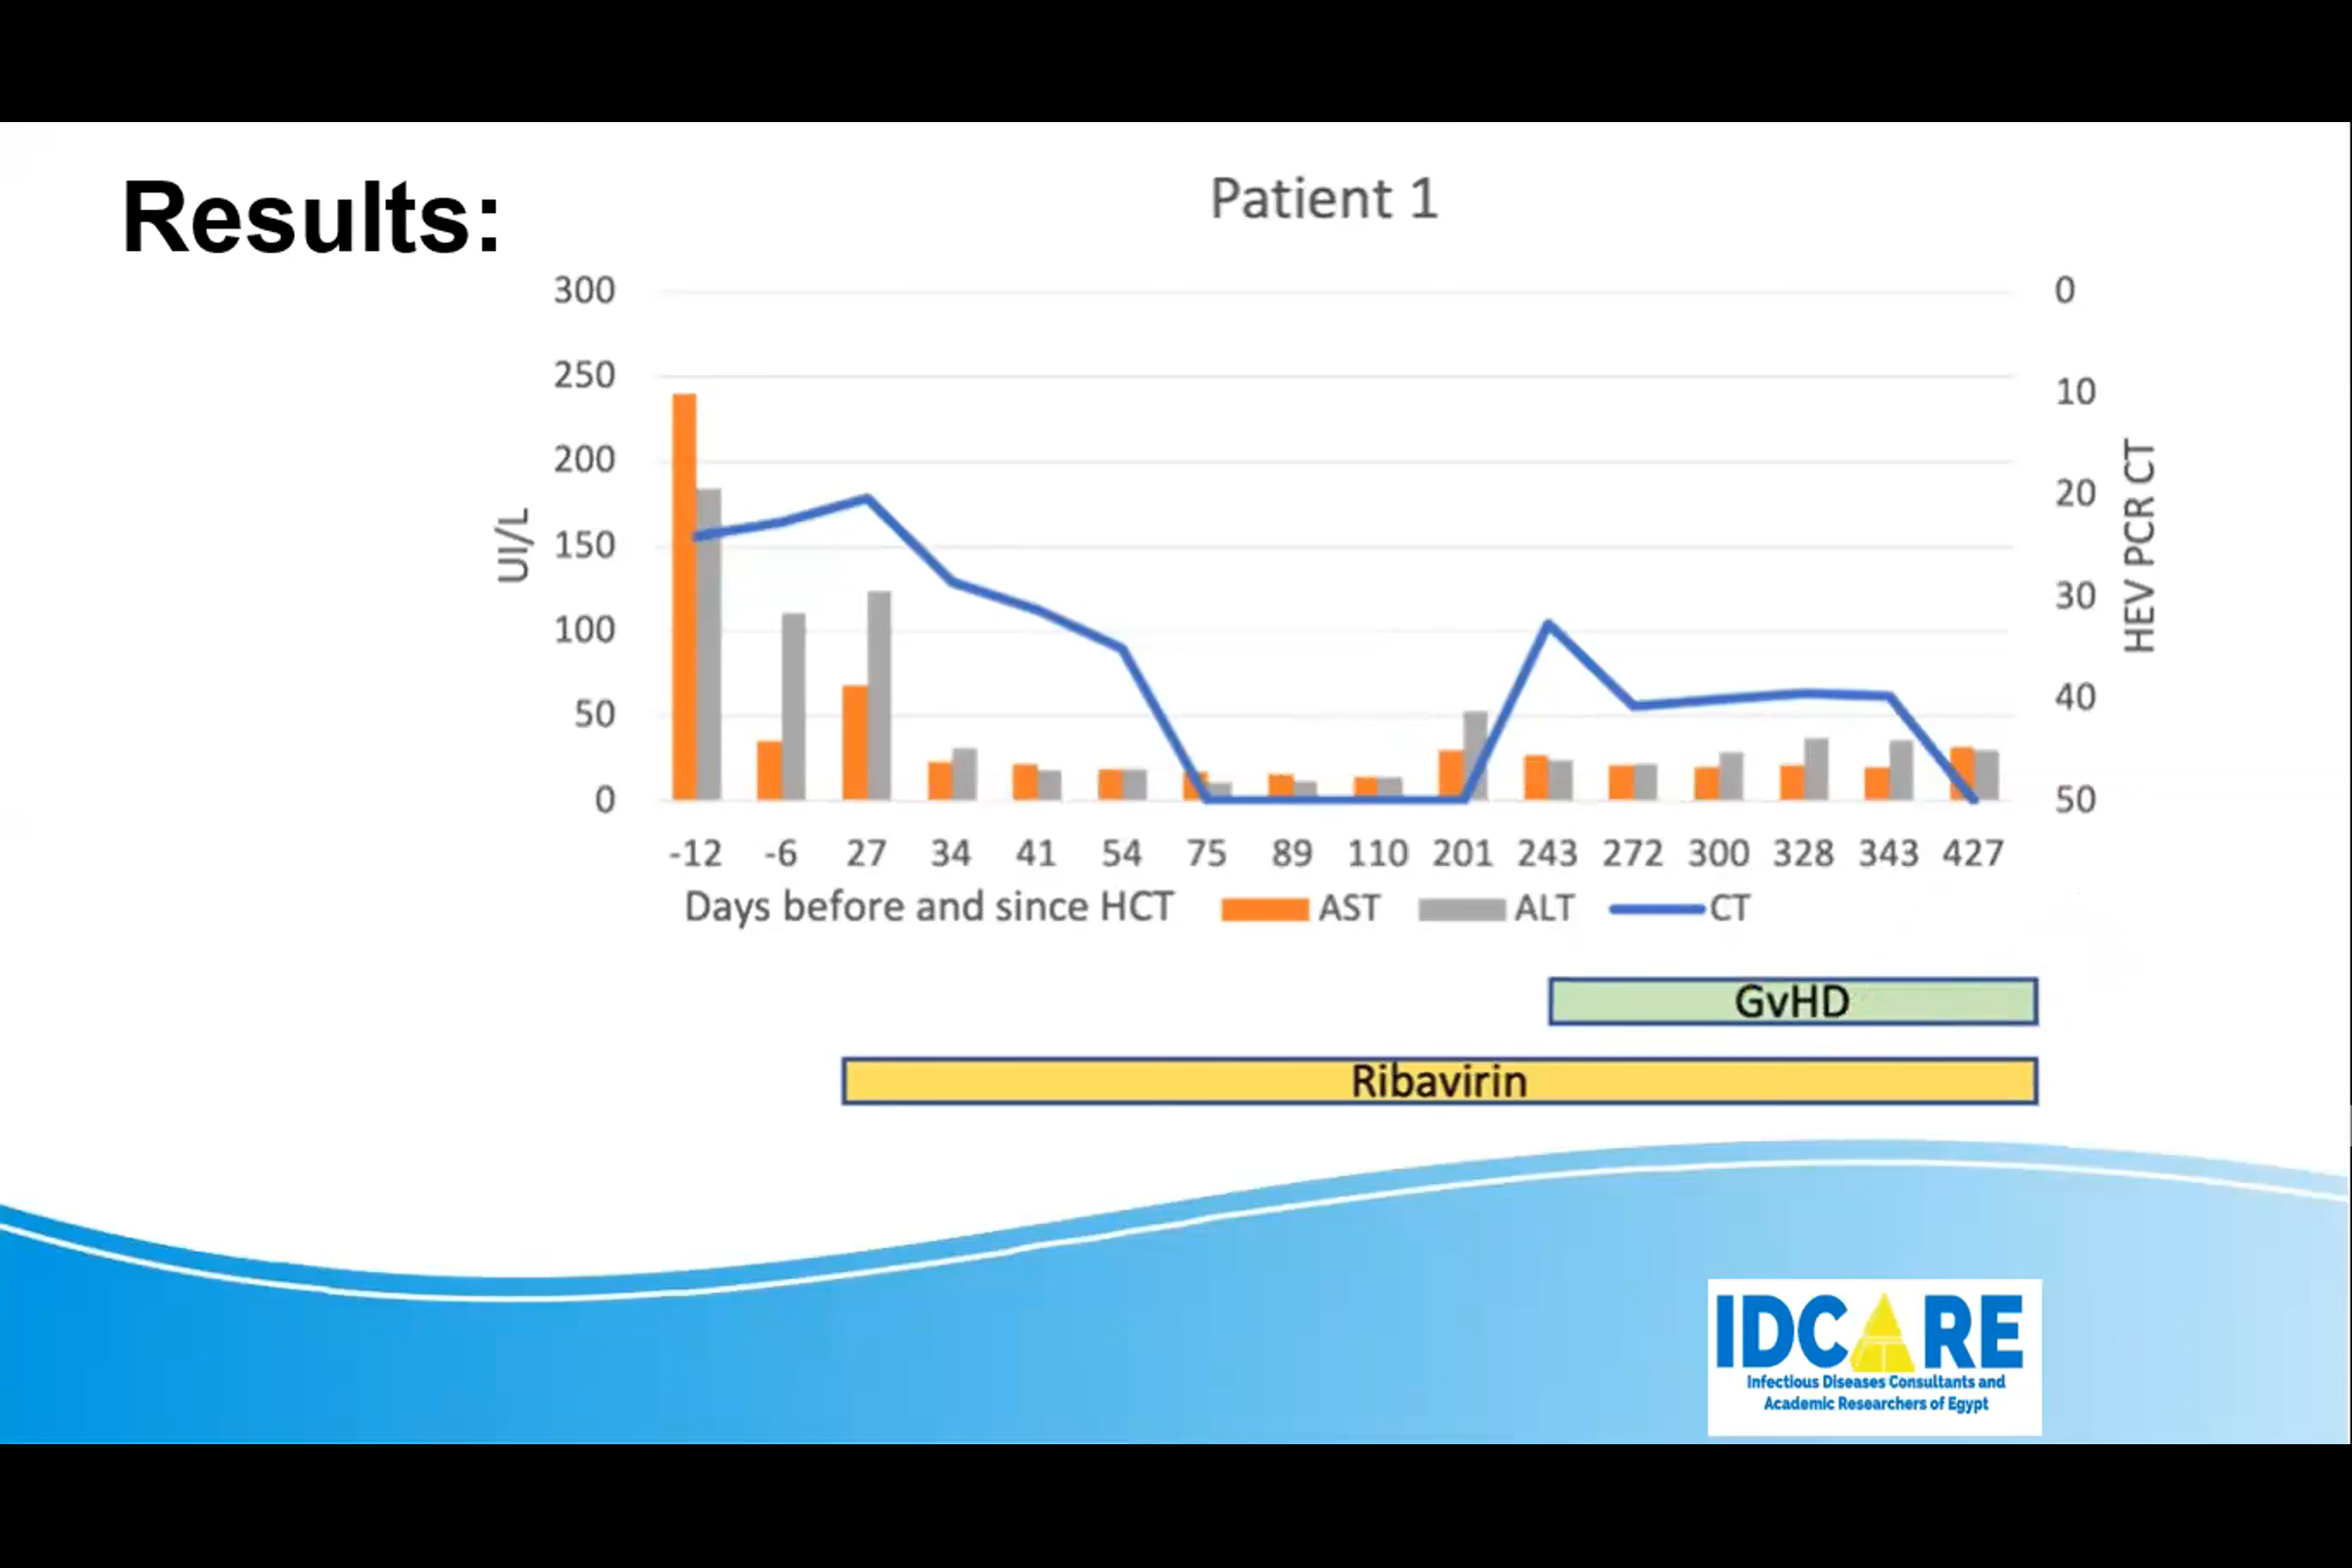 Results:
Patient 1
300
250
200
150
100
50
0
UI/L
0
10
20
30
40
50
HEV PCR CT
-12 -6 27 34 41 54 75 89 110 201 243 272 300 328 343 427
Days before and since HCT AST ALT CT
GvHD
Ribavirin
IDCARE
Infectious Diseases Consultants and
Academic Researchers of Egypt